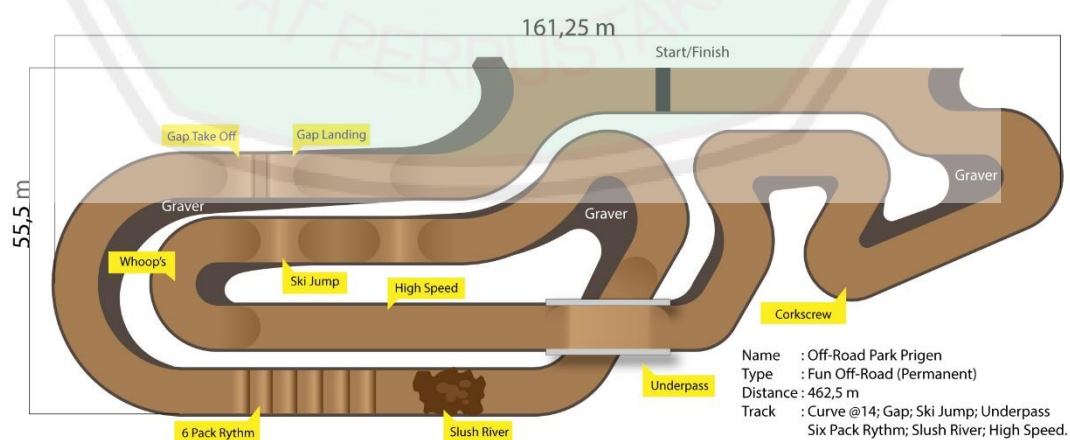 161,25 m
AT PERPUSTAK
Start/Finish
Gap Take Off
Gap Landing
55,5 m
Graver
Graver
Graver
Whoop's
Ski Jump
High Speed
Corkscrew
Underpass
6 Pack Rythm
Slush River
Name : Off-Road Park Prigen
Type : Fun Off-Road (Permanent)
Distance : 462,5 m
Track : Curve @14; Gap; Ski Jump; Underpass
Six Pack Rythm; Slush River; High Speed.